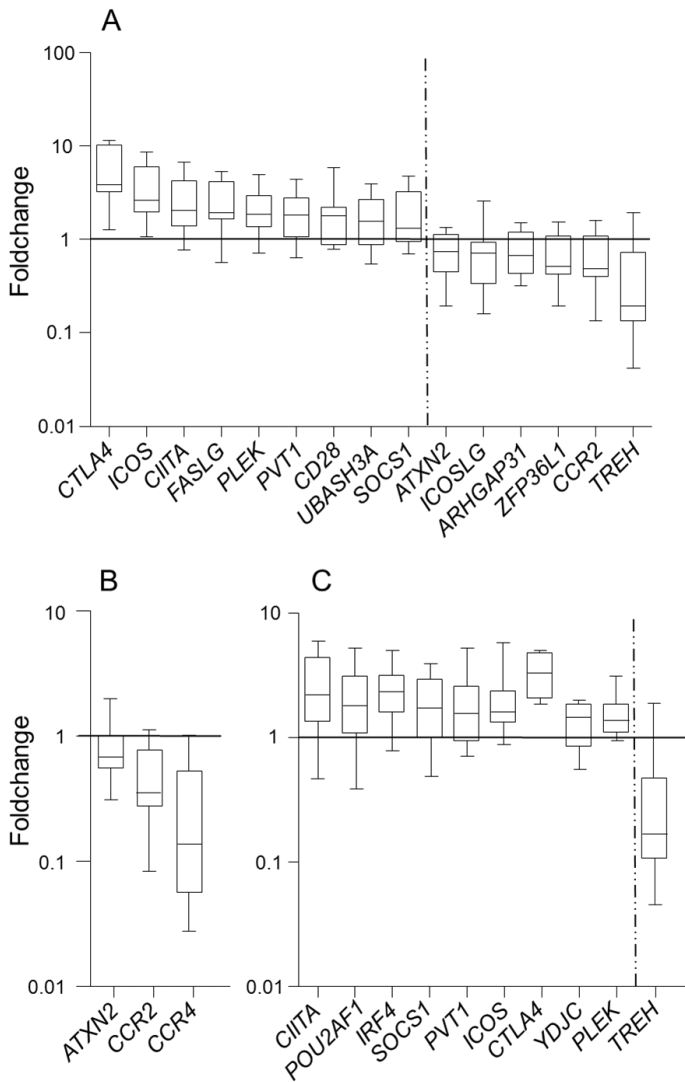 A
Foldchange
100
10
1
0.1
0.01
CTLA4
ICOS
CIITA
FASLG
PLEK
PVT1
CD28
UBASH3A
SOCS1
ATXN2
ICOSLG
ARHGAP31
ZFP36L1
CCR2
TREH
B
Foldchange
10
1
0.1
0.01
ATXN2
CCR2
CCR4
C
10
1
0.1
0.01
CIITA
POU2AF1
IRF4
SOCS1
PVT1
ICOS
CTLA4
YDJC
PLEK
TREH